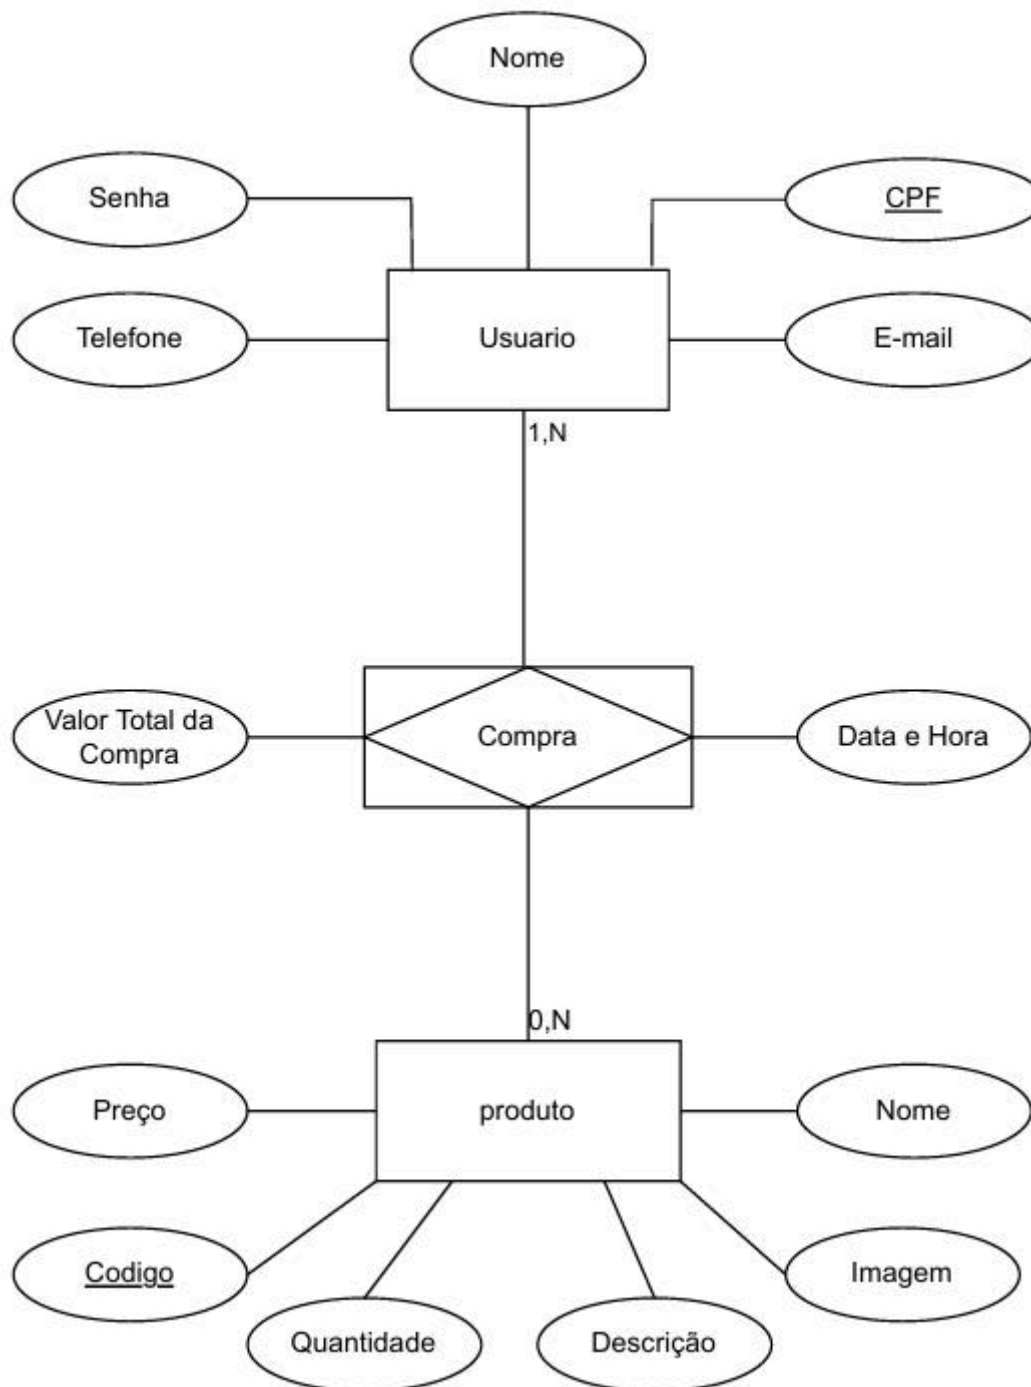 Nome
Senha
CPF
Telefone
Usuario
E-mail
1,N
Valor Total da
Compra
Compra
Data e Hora
0,N
Preço
produto
Nome
Codigo
Imagem
Quantidade
Descrição